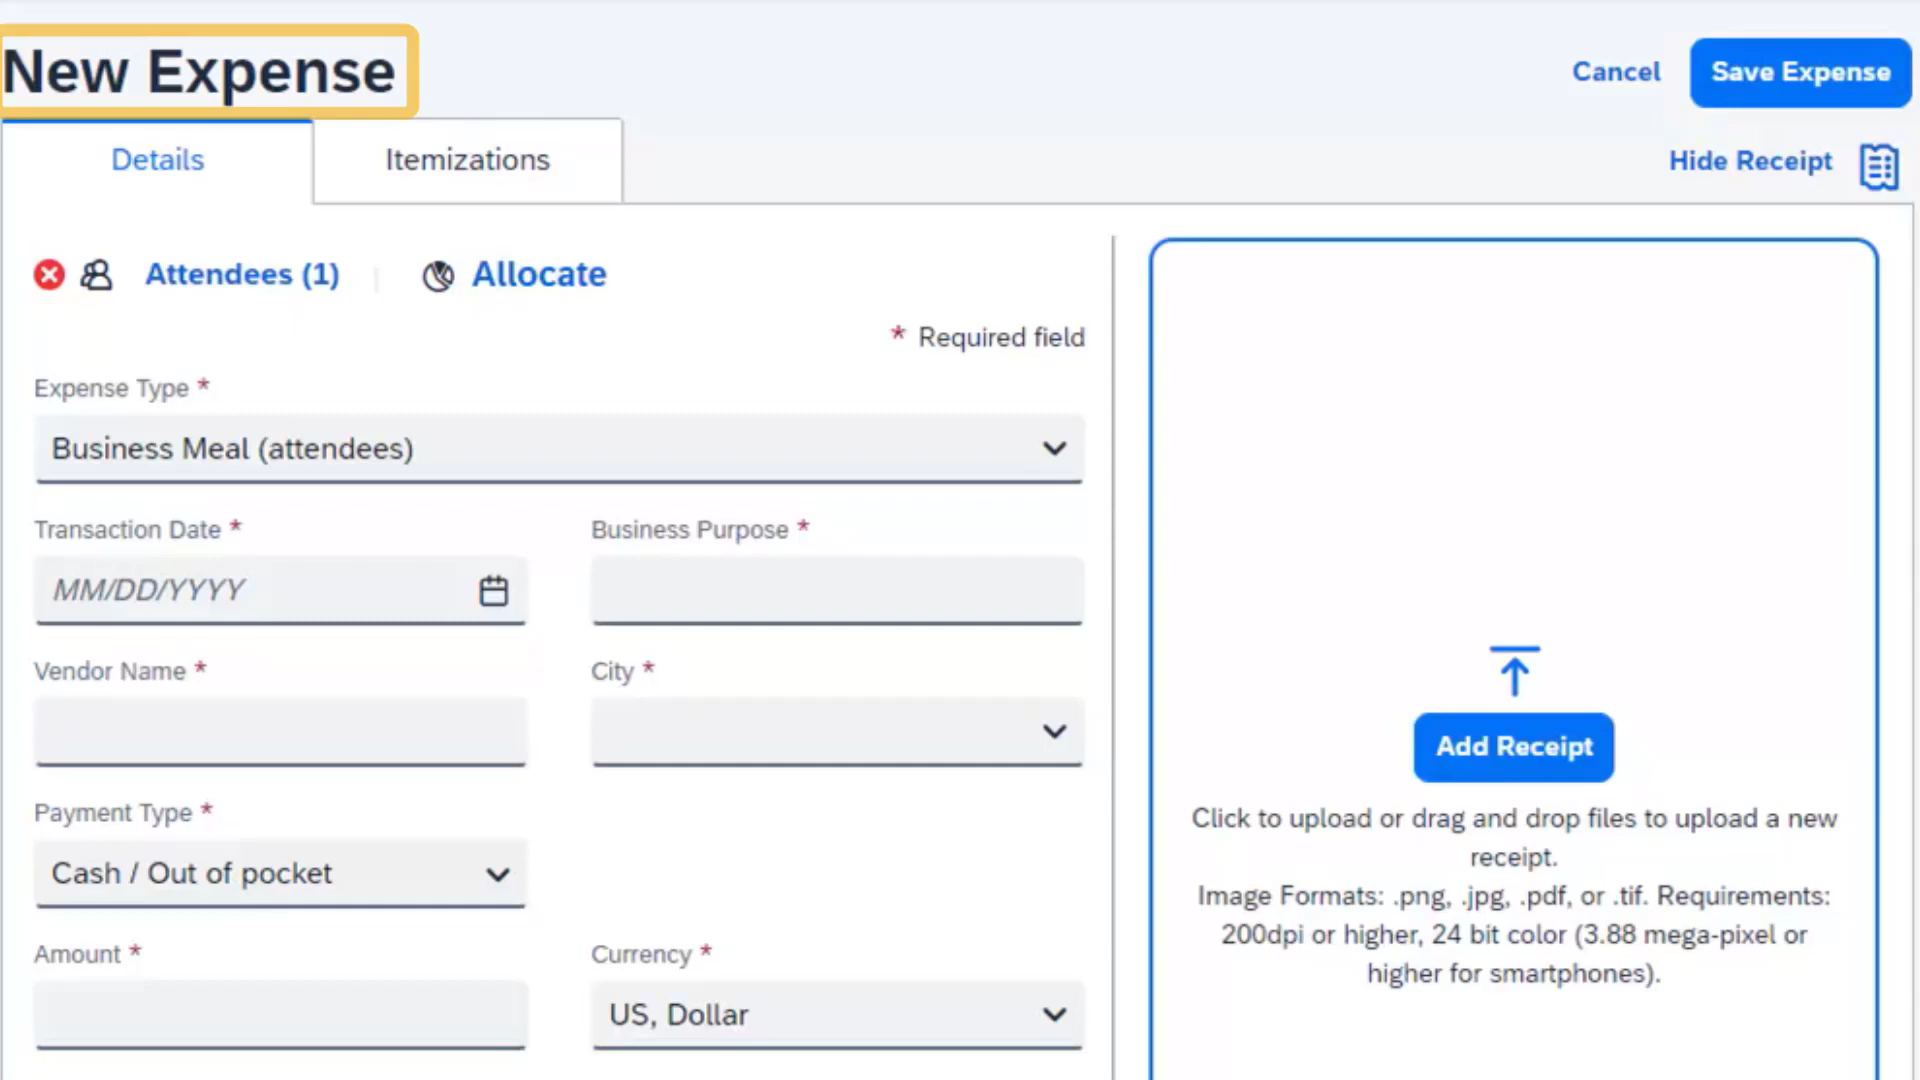 New Expense
Cancel
Save Expense
Details
Itemizations
Hide Receipt
Attendees (1)
Allocate
* Required field
Expense Type *
Business Meal (attendees)
Transaction Date *
Business Purpose *
MM/DD/YYYY
Vendor Name *
City *
Payment Type *
Cash / Out of pocket
Amount *
Currency *
US, Dollar
Add Receipt
Click to upload or drag and drop files to upload a new
receipt.
Image Formats: .png, .jpg, .pdf, or .tif. Requirements:
200dpi or higher, 24 bit color (3.88 mega-pixel or
higher for smartphones).